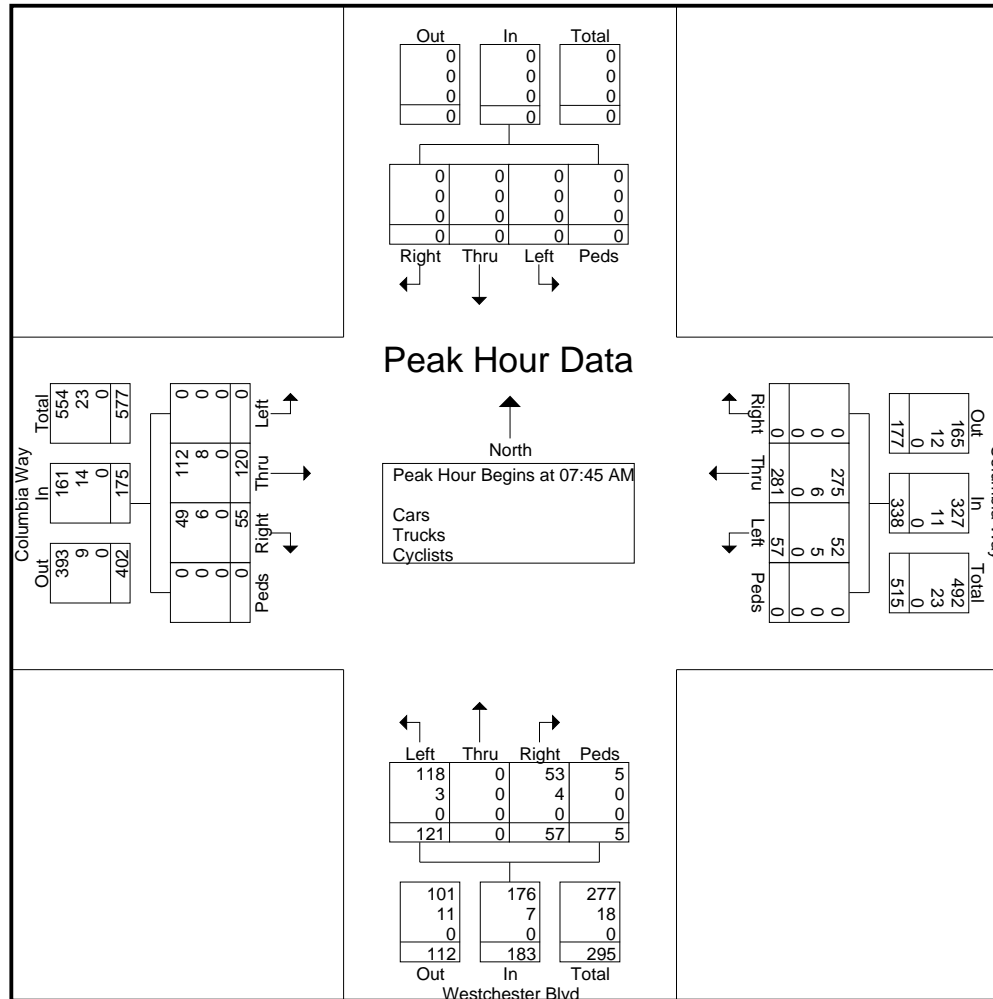 Out In Total
0 0 0
0 0 0
0 0 0
0 0 0
0 0 0 0
0 0 0 0
0 0 0 0
0 0 0 0
Right Thru Left Peds
Peak Hour Data
North
Peak Hour Begins at 07:45 AM
Cars
Trucks
Cyclists
Columbia Way
Out In Total
393 161 554
9 14 23
0 0 0
402 175 577
Peds Right Thru Left
0 49 112 0
0 6 8 0
0 0 0 0
0 55 120 0
Out In Total
165 327 492
12 11 23
0 0 0
177 338 515
0 275 52 0
0 6 5 0
0 0 0 0
0 281 57 0
Right Thru Left Peds
Left Thru Right Peds
118 0 53 5
3 0 4 0
0 0 0 0
121 0 57 5
101 176 277
11 7 18
0 0 0
112 183 295
Out In Total
Westchester Blvd